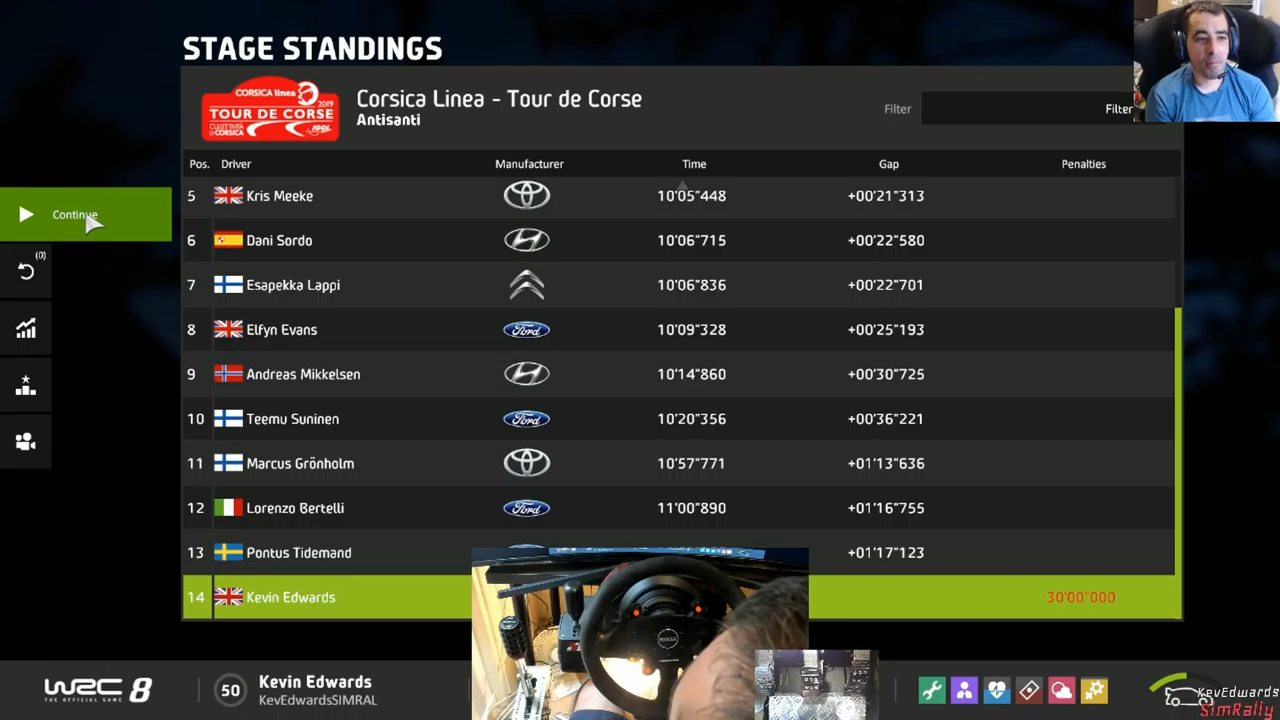 STAGE STANDINGS
CORSICA linea
2019
TOUR DE CORSE
Corsica Linea - Tour de Corse
Antisanti
Filter
Filter
Pos. Driver Manufacturer Time Gap Penalties
5 Kris Meeke 10'05"448 +00'21"313
6 Dani Sordo 10'06"715 +00'22"580
7 Esapekka Lappi 10'06"836 +00'22"701
8 Elfyn Evans Ford 10'09"328 +00'25"193
9 Andreas Mikkelsen 10'14"860 +00'30"725
10 Teemu Suninen Ford 10'20"356 +00'36"221
11 Marcus Grönholm 10'57"771 +01'13"636
12 Lorenzo Bertelli Ford 11'00"890 +01'16"755
13 Pontus Tidemand +01'17"123
14 Kevin Edwards 30'00"000
Continue
(0)
WRC 8
THE OFFICIAL GAME
50 Kevin Edwards
KevEdwardsSIMRAL
KevEdwards
SimRally